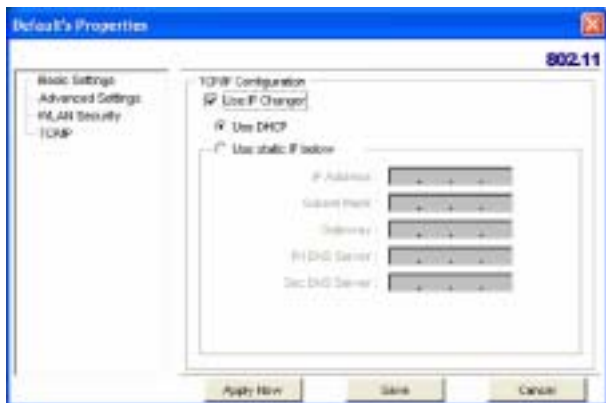 Default's Properties
802.11
Basic Settings
Advanced Settings
WLAN Security
TCP/IP
TCP/IP Configuration
Use IP Changer
Use DHCP
Use static IP below
IP Address
Subnet Mask
Gateway
Pri DNS Server
Sec DNS Server
Apply Now
Save
Cancel